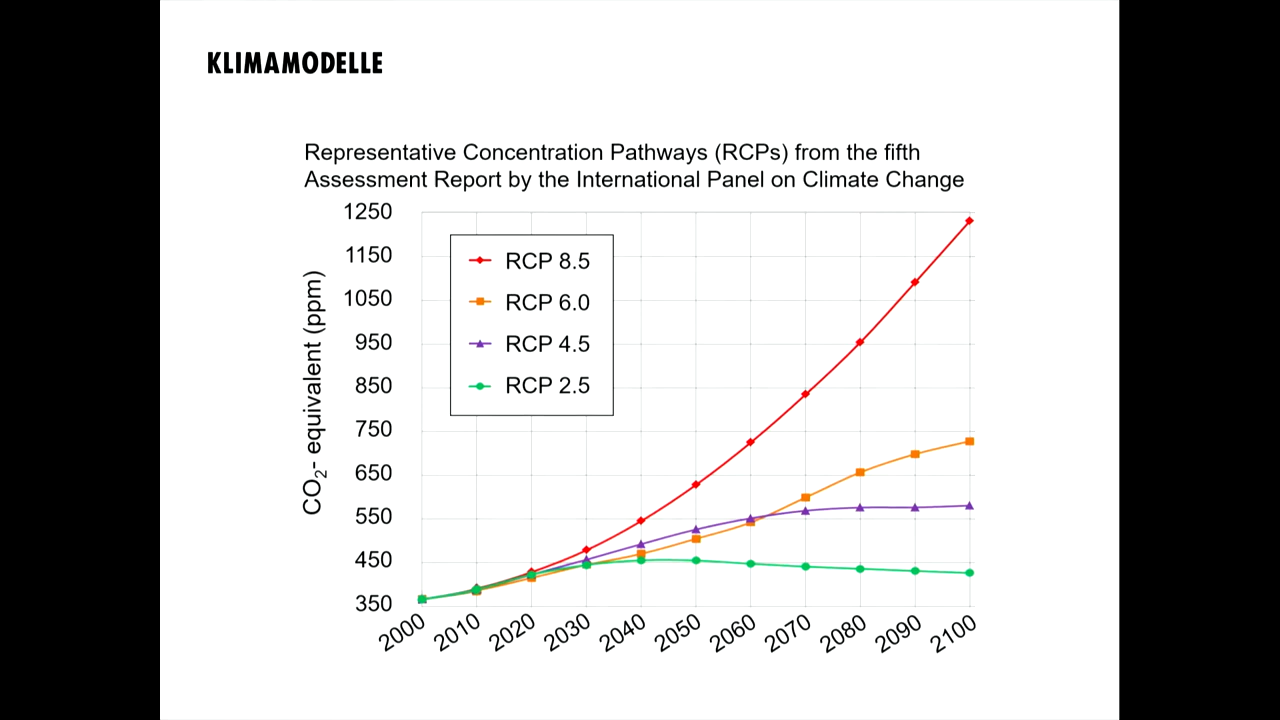 KLIMAMODELLE
Representative Concentration Pathways (RCPs) from the fifth
Assessment Report by the International Panel on Climate Change
CO₂- equivalent (ppm)
1250
1150
1050
950
850
750
650
550
450
350
RCP 8.5
RCP 6.0
RCP 4.5
RCP 2.5
2000
2010
2020
2030
2040
2050
2060
2070
2080
2090
2100